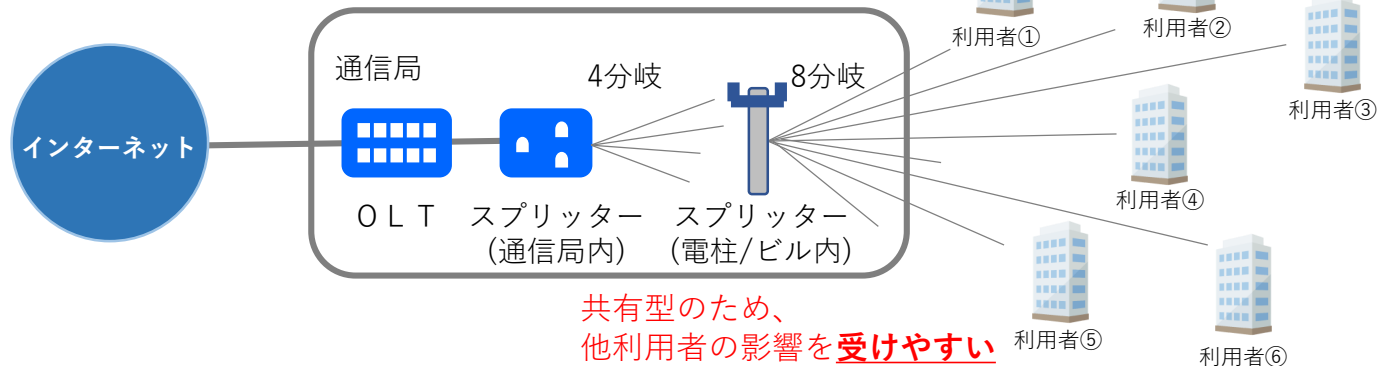 インターネット
通信局
4分岐
8分岐
OLT
スプリッター
(通信局内)
スプリッター
(電柱/ビル内)
利用者①
利用者②
利用者③
利用者④
利用者⑤
利用者⑥
共有型のため、
他利用者の影響を受けやすい